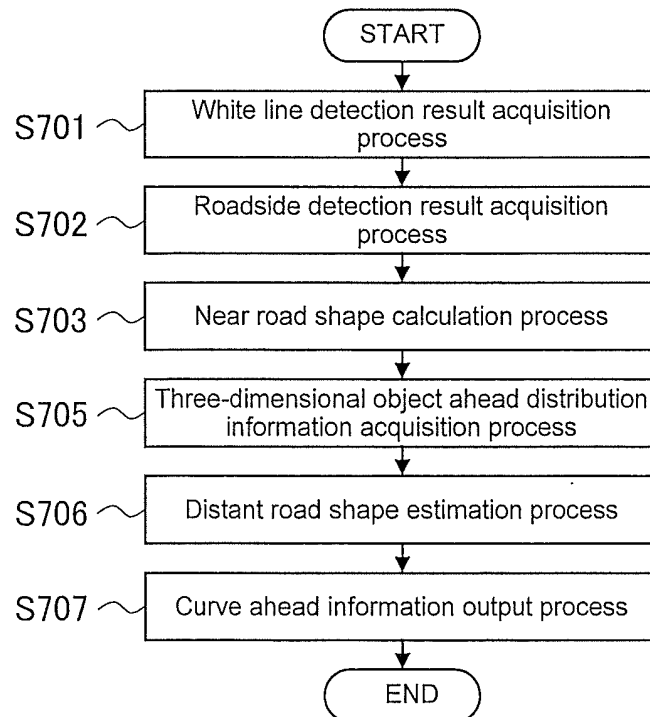 START
S701
White line detection result acquisition
process
S702
Roadside detection result acquisition
process
S703
Near road shape calculation process
S705
Three-dimensional object ahead distribution
information acquisition process
S706
Distant road shape estimation process
S707
Curve ahead information output process
END